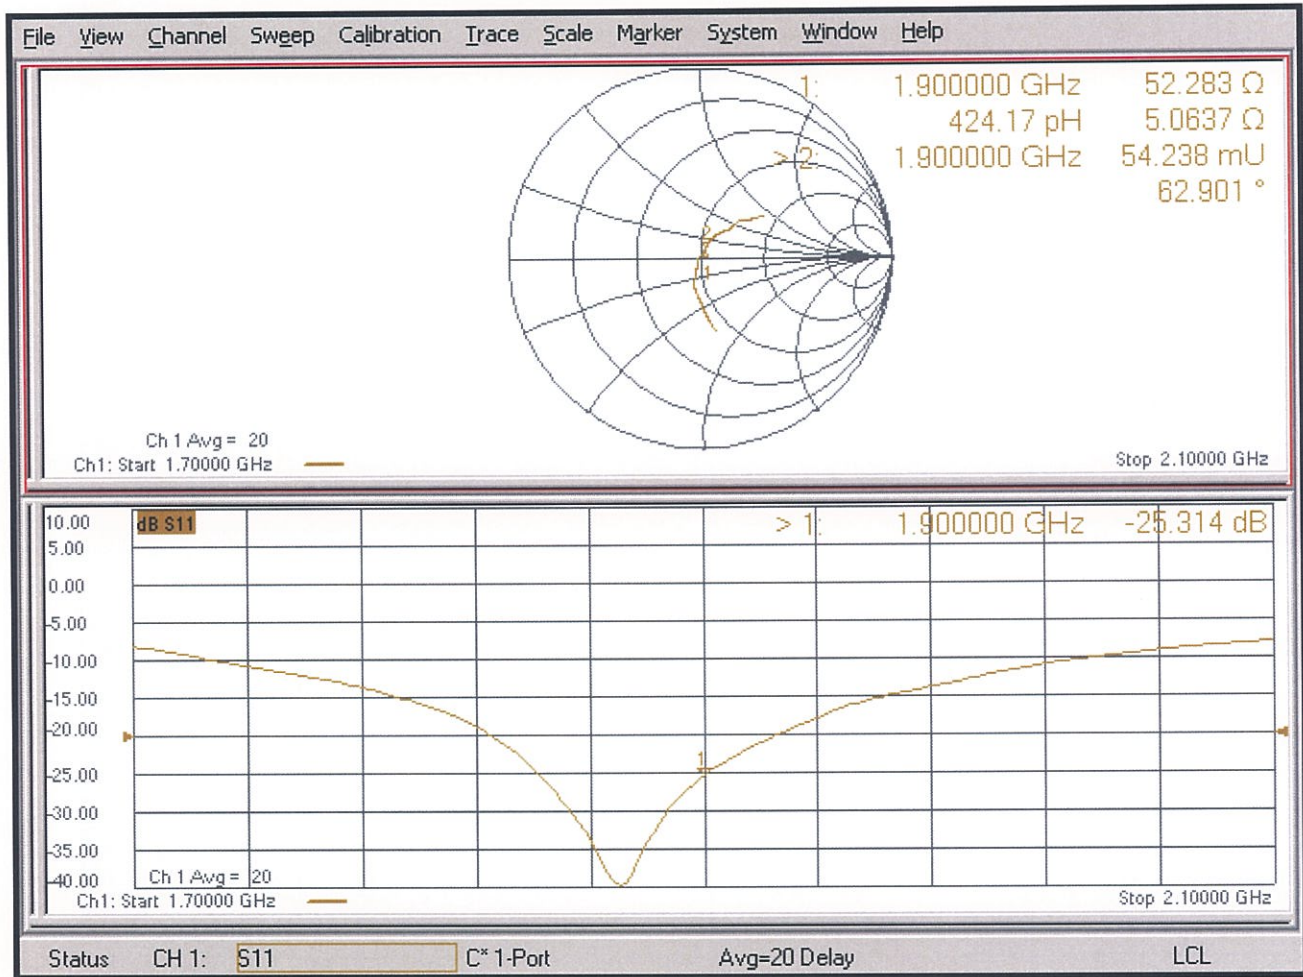 File View Channel Sweep Calibration Trace Scale Marker System Window Help
1: 1.900000 GHz 52.283 Ω
424.17 pH 5.0637 Ω
> 2: 1.900000 GHz 54.238 mU
62.901 °
2
1
Ch 1 Avg = 20
Ch1: Start 1.70000 GHz
Stop 2.10000 GHz
dB S11
> 1: 1.900000 GHz -25.314 dB
10.00
5.00
0.00
-5.00
-10.00
-15.00
-20.00
-25.00
-30.00
-35.00
-40.00
1
Ch 1 Avg = 20
Ch1: Start 1.70000 GHz
Stop 2.10000 GHz
Status CH 1: S11 C* 1-Port Avg=20 Delay LCL